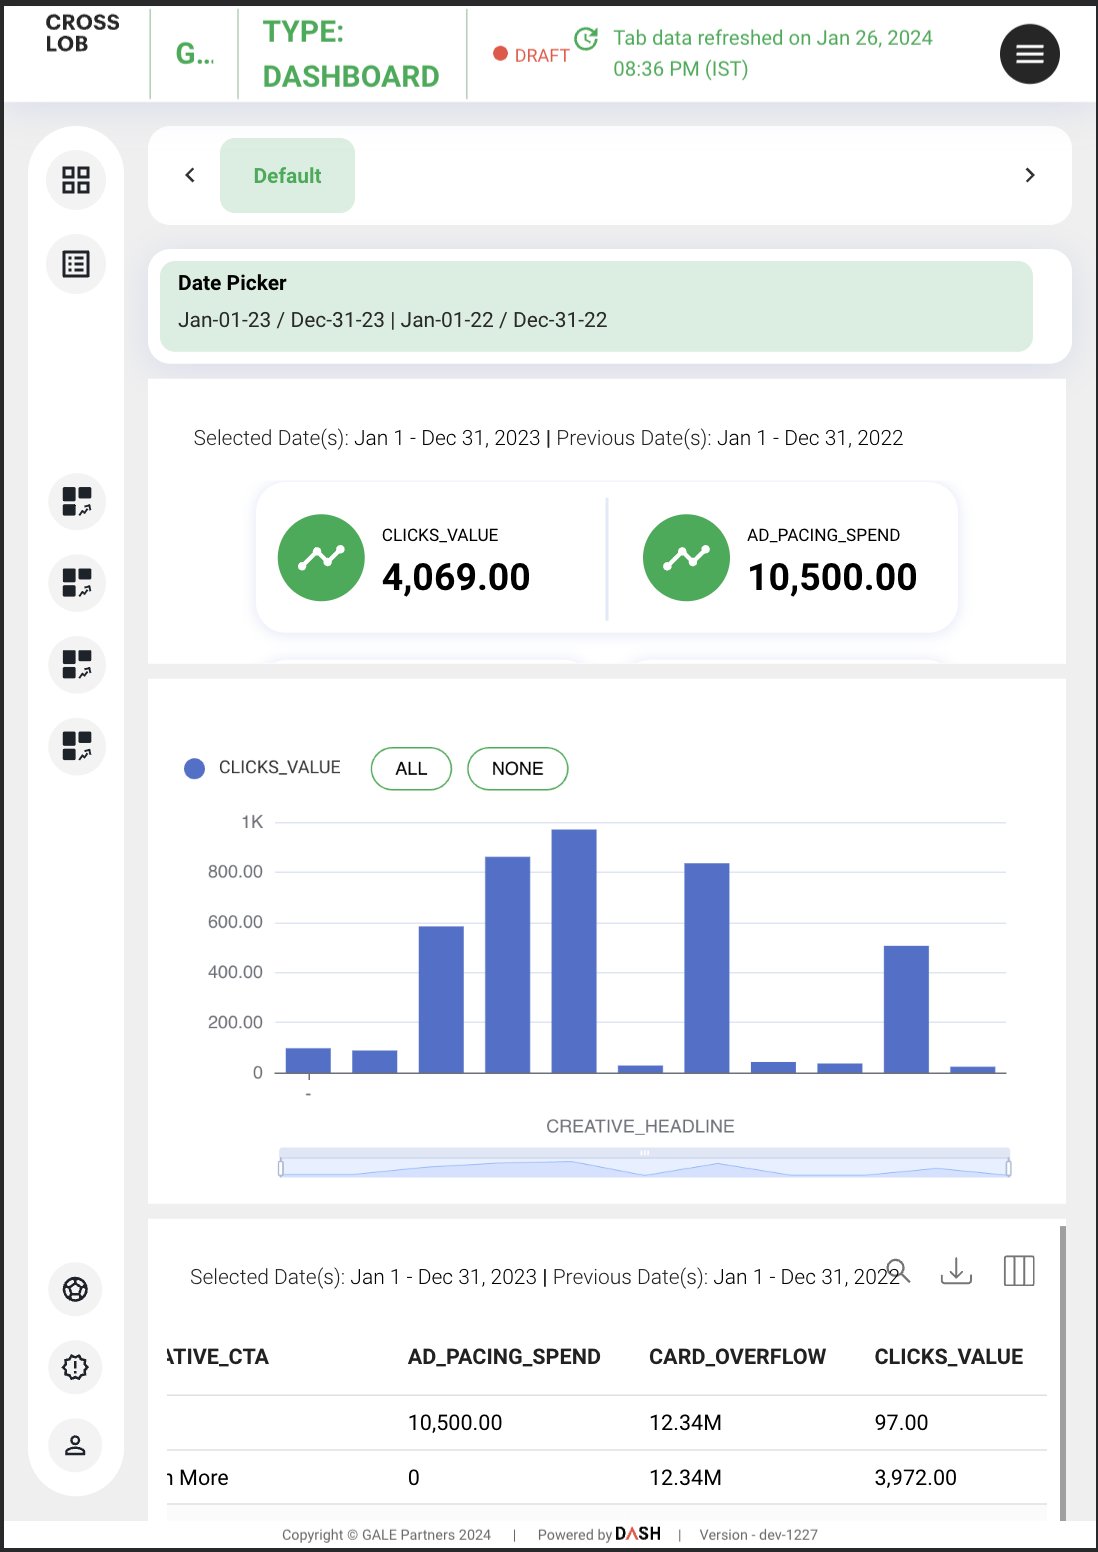 CROSS
LOB
G...
TYPE:
DASHBOARD
DRAFT
Tab data refreshed on Jan 26, 2024
08:36 PM (IST)
Default
Date Picker
Jan-01-23 / Dec-31-23 | Jan-01-22 / Dec-31-22
Selected Date(s): Jan 1 - Dec 31, 2023 | Previous Date(s): Jan 1 - Dec 31, 2022
CLICKS_VALUE
4,069.00
AD_PACING_SPEND
10,500.00
CLICKS_VALUE ALL NONE
1K
800.00
600.00
400.00
200.00
0
-
CREATIVE_HEADLINE
Selected Date(s): Jan 1 - Dec 31, 2023 | Previous Date(s): Jan 1 - Dec 31, 2022
ATIVE_CTA AD_PACING_SPEND CARD_OVERFLOW CLICKS_VALUE
10,500.00 12.34M 97.00
n More 0 12.34M 3,972.00
Copyright © GALE Partners 2024 | Powered by DASH | Version - dev-1227